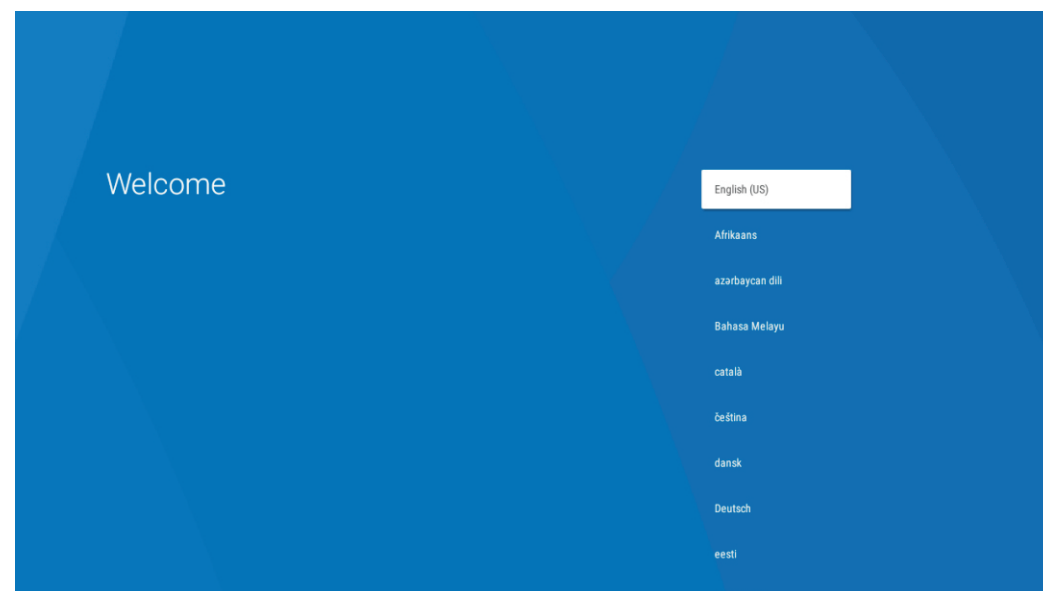 Welcome
English (US)
Afrikaans
azərbaycan dili
Bahasa Melayu
català
čeština
dansk
Deutsch
eesti